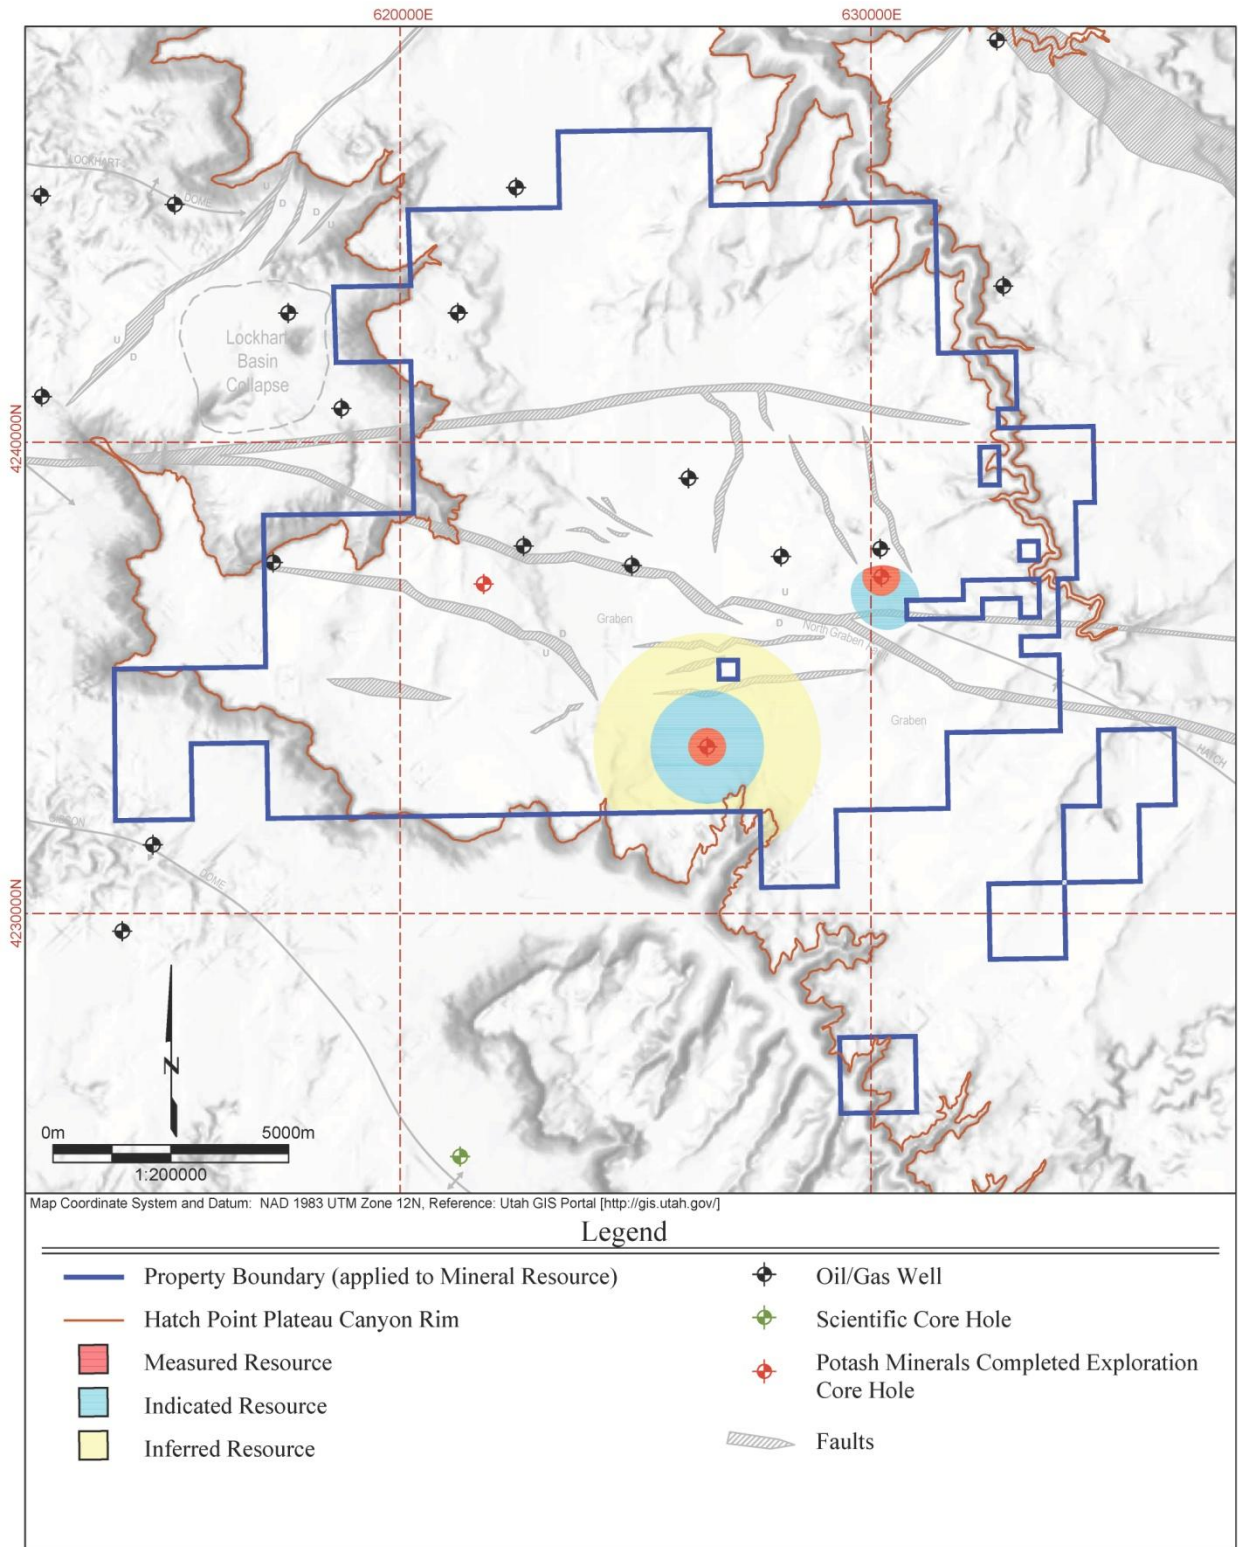 620000E
630000E
LOCKHART
DOME
U
D
D
U
U
D
Lockhart
Basin
Collapse
4240000N
U
Graben
D
North Graben
D
U
Graben
HATCH
GIBSON
DOME
4230000N
N
0m
5000m
1:200000
Map Coordinate System and Datum: NAD 1983 UTM Zone 12N, Reference: Utah GIS Portal [http://gis.utah.gov/]
Legend
Property Boundary (applied to Mineral Resource)
Hatch Point Plateau Canyon Rim
Measured Resource
Indicated Resource
Inferred Resource
Oil/Gas Well
Scientific Core Hole
Potash Minerals Completed Exploration
Core Hole
Faults